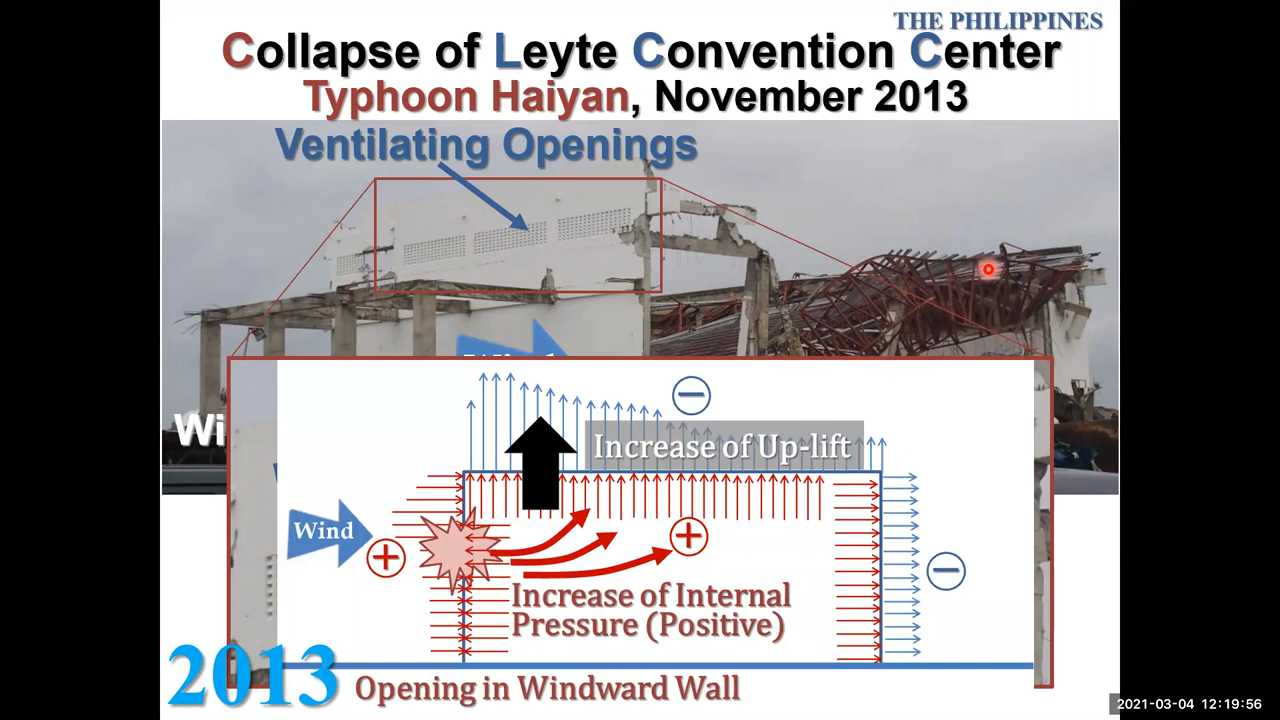 THE PHILIPPINES
Collapse of Leyte Convention Center
Typhoon Haiyan, November 2013
Ventilating Openings
Wi
Increase of Up-lift
Wind
Increase of Internal
Pressure (Positive)
2013
Opening in Windward Wall
2021-03-04 12:19:56